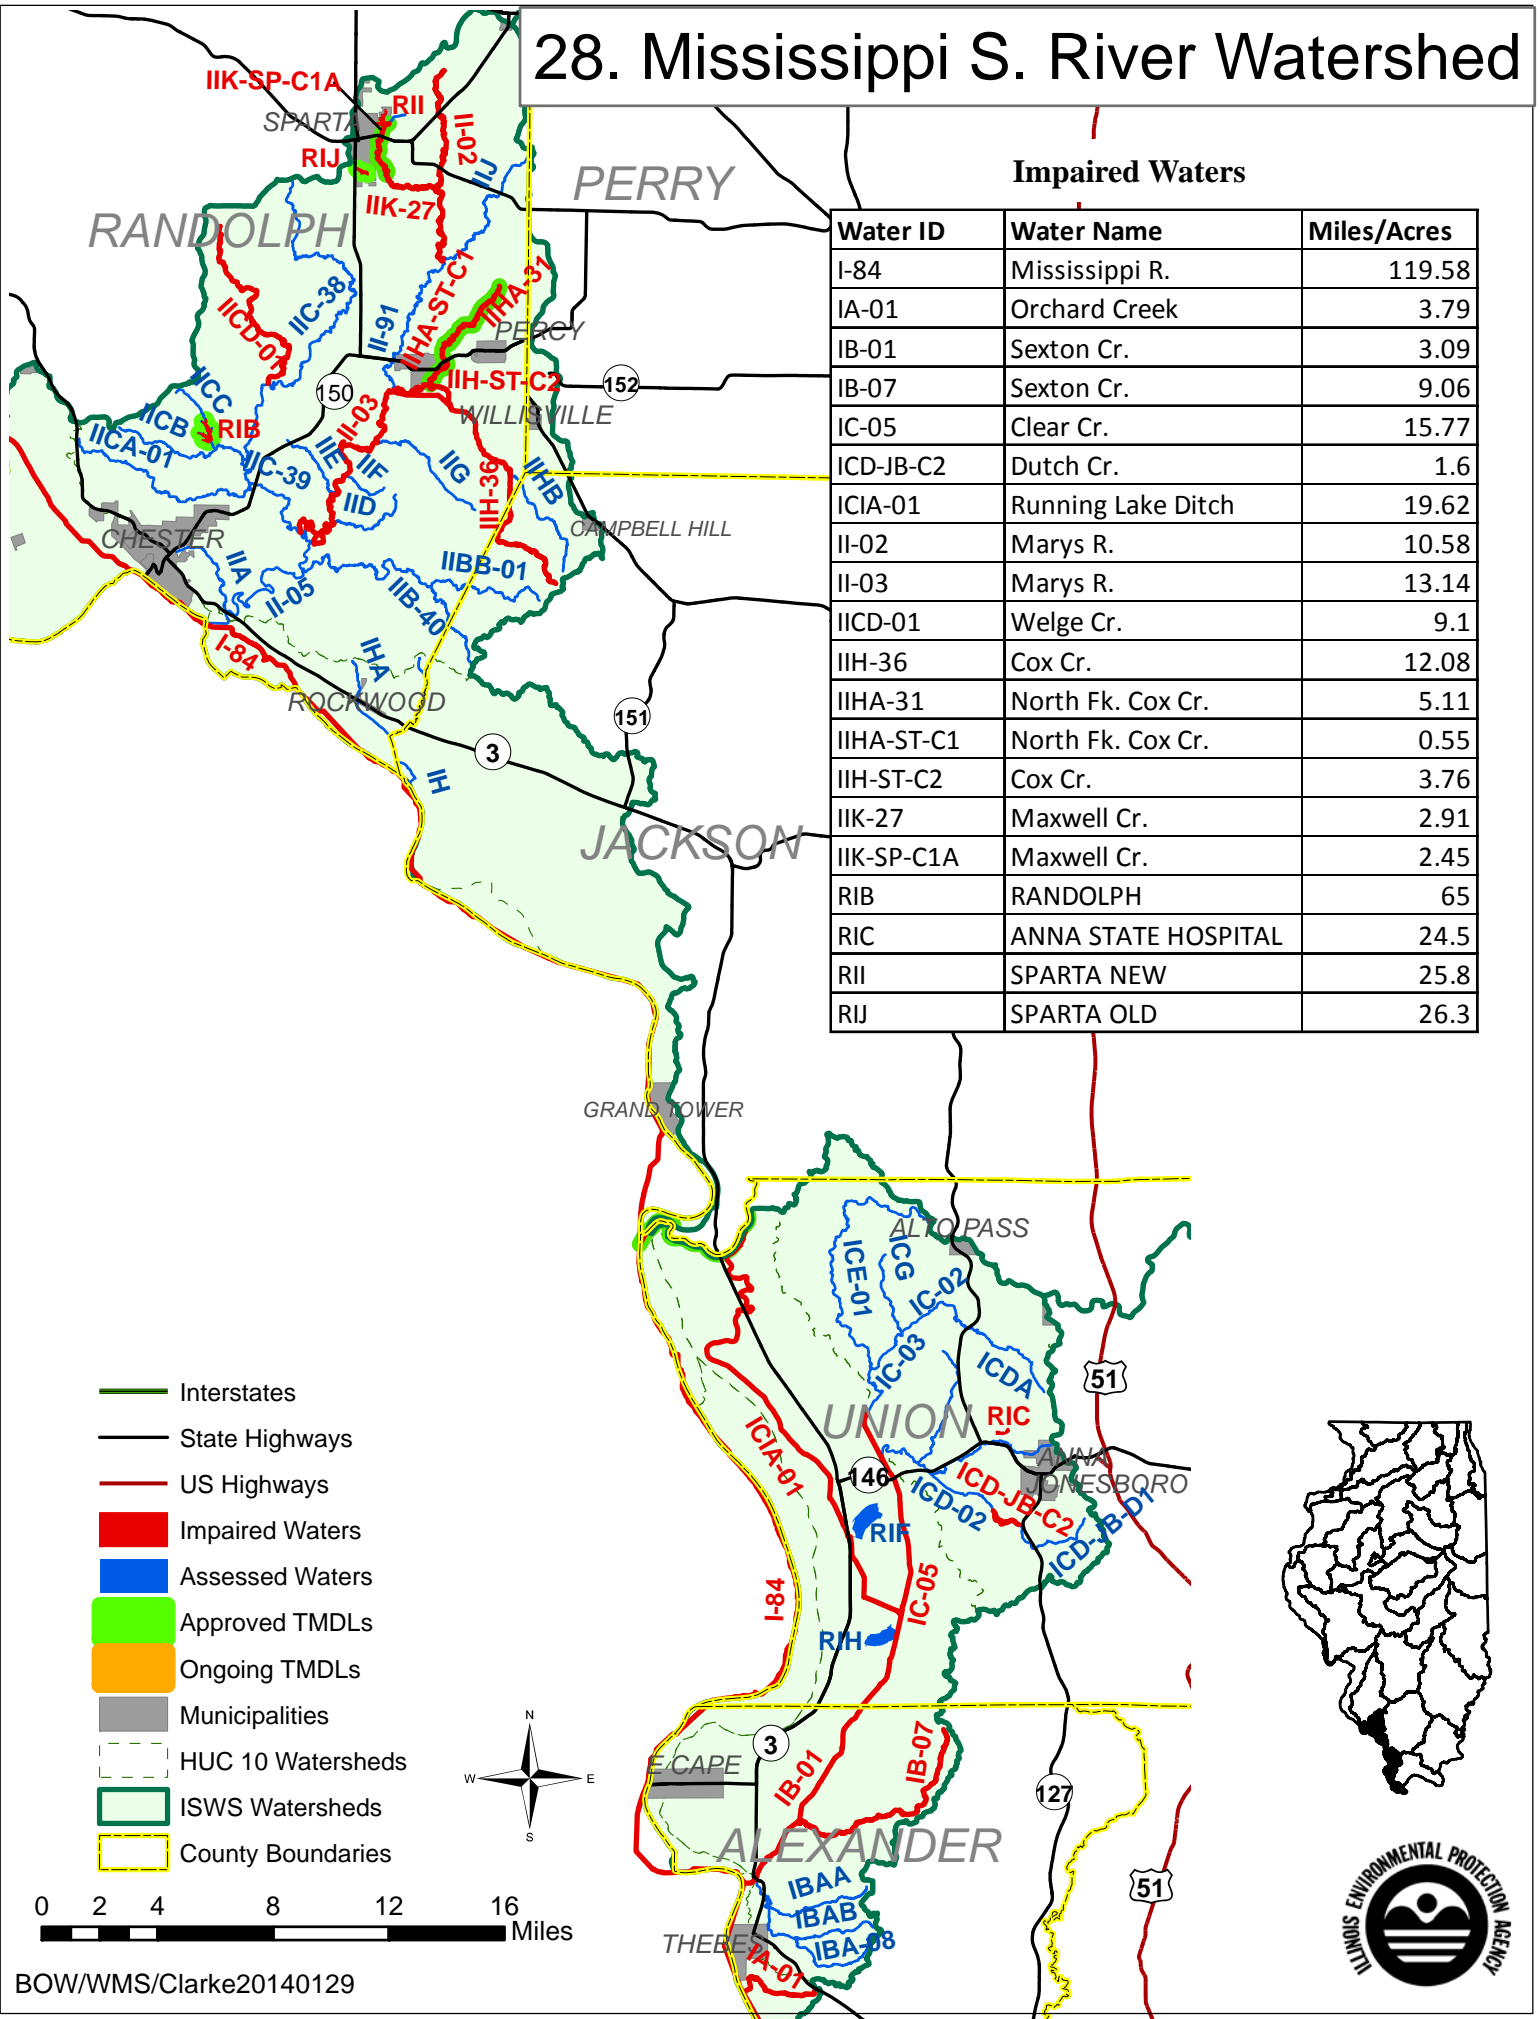 28. Mississippi S. River Watershed
Impaired Waters
Water ID Water Name Miles/Acres
I-84 Mississippi R. 119.58
IA-01 Orchard Creek 3.79
IB-01 Sexton Cr. 3.09
IB-07 Sexton Cr. 9.06
IC-05 Clear Cr. 15.77
ICD-JB-C2 Dutch Cr. 1.6
ICIA-01 Running Lake Ditch 19.62
II-02 Marys R. 10.58
II-03 Marys R. 13.14
IICD-01 Welge Cr. 9.1
IIH-36 Cox Cr. 12.08
IIHA-31 North Fk. Cox Cr. 5.11
IIHA-ST-C1 North Fk. Cox Cr. 0.55
IIH-ST-C2 Cox Cr. 3.76
IIK-27 Maxwell Cr. 2.91
IIK-SP-C1A Maxwell Cr. 2.45
RIB RANDOLPH 65
RIC ANNA STATE HOSPITAL 24.5
RII SPARTA NEW 25.8
RIJ SPARTA OLD 26.3
IIK-SP-C1A
RII
SPARTA
II-02
RIJ
IIJ
PERRY
IIK-27
RANDOLPH
IIHA-ST-C1
IIHA-31
IIC-38
II-91
IICD-01
PERCY
IIH-ST-C2
150
152
IICC
IICB
RIB
II-03
WILLISVILLE
IICA-01
IIC-39
IIE
IIF
IIG
IIHB
IID
IIH-36
CAMPBELL HILL
CHESTER
IIA
II-05
IIBB-01
IIB-40
I-84
IHA
ROCKWOOD
151
3
IH
JACKSON
GRAND TOWER
ALTO PASS
ICE-01
ICG
IC-02
IC-03
ICDA
51
UNION
RIC
ICIA-01
146
ANNA
JONESBORO
ICD-JB-C2
ICD-02
ICD-JB-D1
RIF
I-84
IC-05
RIH
3
E CAPE
IB-01
IB-07
127
ALEXANDER
IBAA
IBAB
IBA-08
51
THEBES
IA-01
Interstates
State Highways
US Highways
Impaired Waters
Assessed Waters
Approved TMDLs
Ongoing TMDLs
Municipalities
HUC 10 Watersheds
ISWS Watersheds
County Boundaries
N
W E
S
0 2 4 8 12 16
Miles
BOW/WMS/Clarke20140129
ILLINOIS ENVIRONMENTAL PROTECTION AGENCY